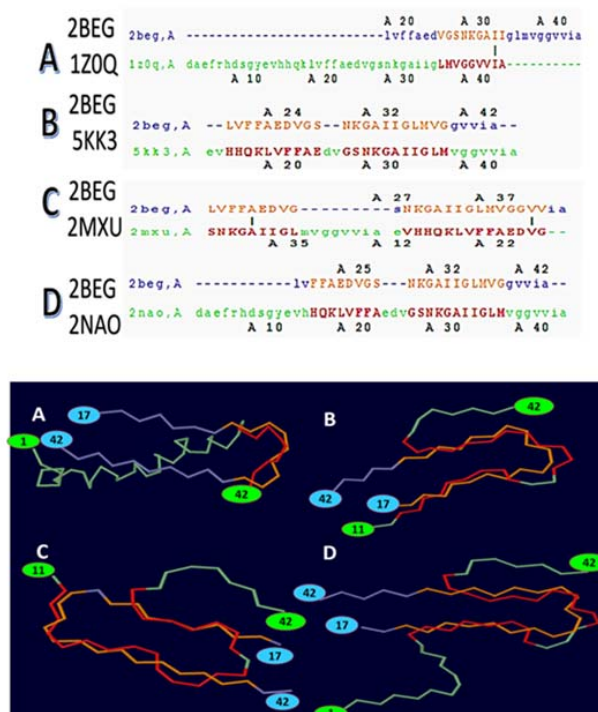 2BEG
A 20 A 30 A 40
2beg,A --------------------------lvffaedVGSNKGAIIglmvggvvia
A
1Z0Q
1z0q,A daefrhdsgyevhhqklvffaedvgsnkgaiigLMVGGVVIA----------
A 10 A 20 A 30 A 40
2BEG
A 24 A 32 A 42
B
2beg,A --LVFFAEDVGS--NKGAIIGLMVGgvvia--
5KK3
5kk3,A evHHQKLVFFAEdvGSNKGAIIGLMvggvvia
A 20 A 30 A 40
C
2BEG
A 27 A 37
2beg,A LVFFAEDVG---------sNKGAIIGLMVGGVVia
2MXU
2mxu,A SNKGAIIGLmvggvvia eVHHQKLVFFAEDVG--
A 35 A 12 A 22
D
2BEG
A 25 A 32 A 42
2beg,A -----------lvFFAEDVGS---NKGAIIGLMVGgvvia--
2NAO
2nao,A daefrhdsgyevhHQKLVFFAedvGSNKGAIIGLMvggvvia
A 10 A 20 A 30 A 40
A
17
1
42
42
B
42
42
17
11
C
11
42
17
42
D
42
42
17